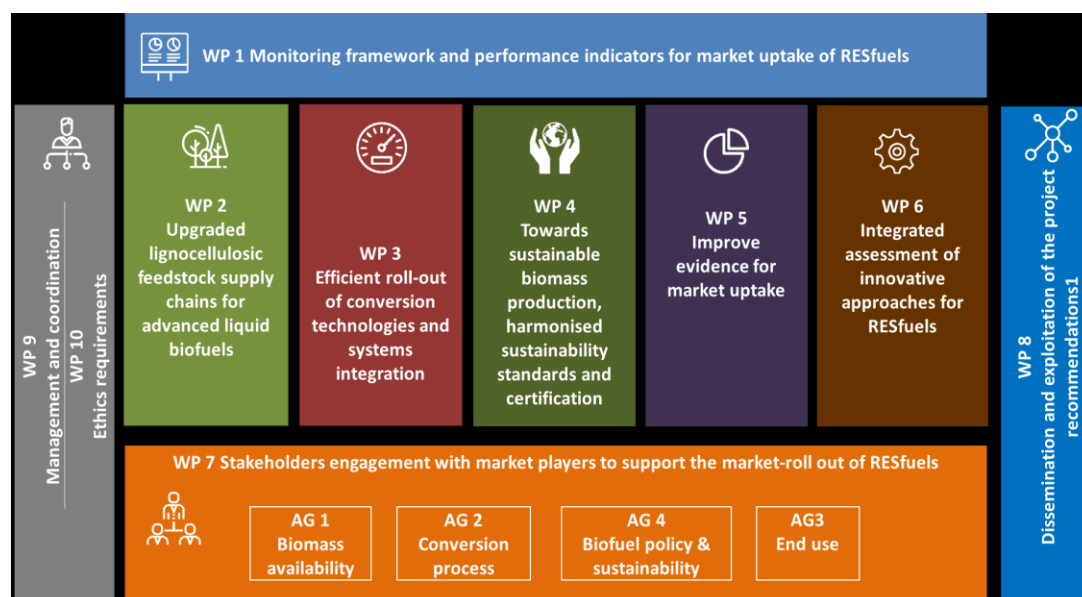 WP 1 Monitoring framework and performance indicators for market uptake of RESfuels
WP 9
Management and coordination
WP 10
Ethics requirements
WP 2
Upgraded
lignocellulosic
feedstock supply
chains for
advanced liquid
biofuels
WP 3
Efficient roll-out
of conversion
technologies and
systems
integration
WP 4
Towards
sustainable
biomass
production,
harmonised
sustainability
standards and
certification
WP 5
Improve
evidence for
market uptake
WP 6
Integrated
assessment of
innovative
approaches for
RESfuels
WP 8
Dissemination and exploitation of the project
recommendations1
WP 7 Stakeholders engagement with market players to support the market-roll out of RESfuels
AG 1
Biomass
availability
AG 2
Conversion
process
AG 4
Biofuel policy &
sustainability
AG3
End use